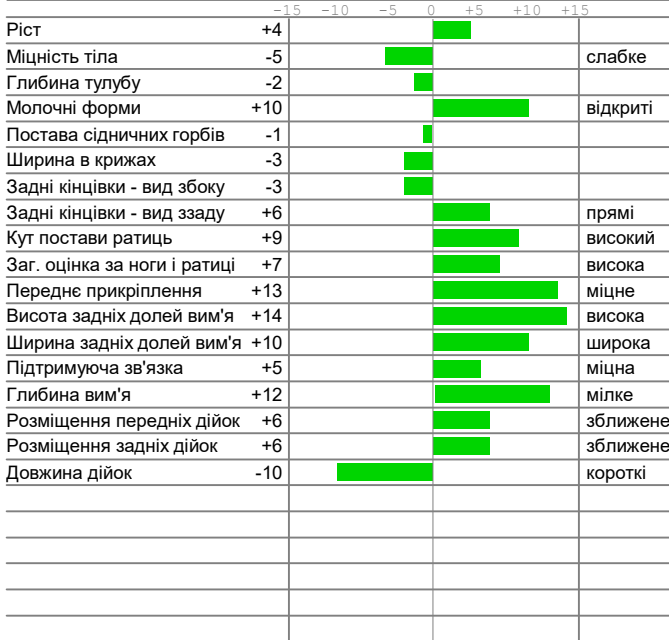 -15 -10 -5 0 +5 +10 +15
Ріст +4
Міцність тіла -5 слабке
Глибина тулубу -2
Молочні форми +10 відкриті
Постава сідничних горбів -1
Ширина в крижах -3
Задні кінцівки - вид збоку -3
Задні кінцівки - вид ззаду +6 прямі
Кут постави ратиць +9 високий
Заг. оцінка за ноги і ратиці +7 висока
Переднє прикріплення +13 міцне
Висота задніх долей вим'я +14 висока
Ширина задніх долей вим'я +10 широка
Підтримуюча зв'язка +5 міцна
Глибина вим'я +12 мілке
Розміщення передніх дійок +6 зближене
Розміщення задніх дійок +6 зближене
Довжина дійок -10 короткі